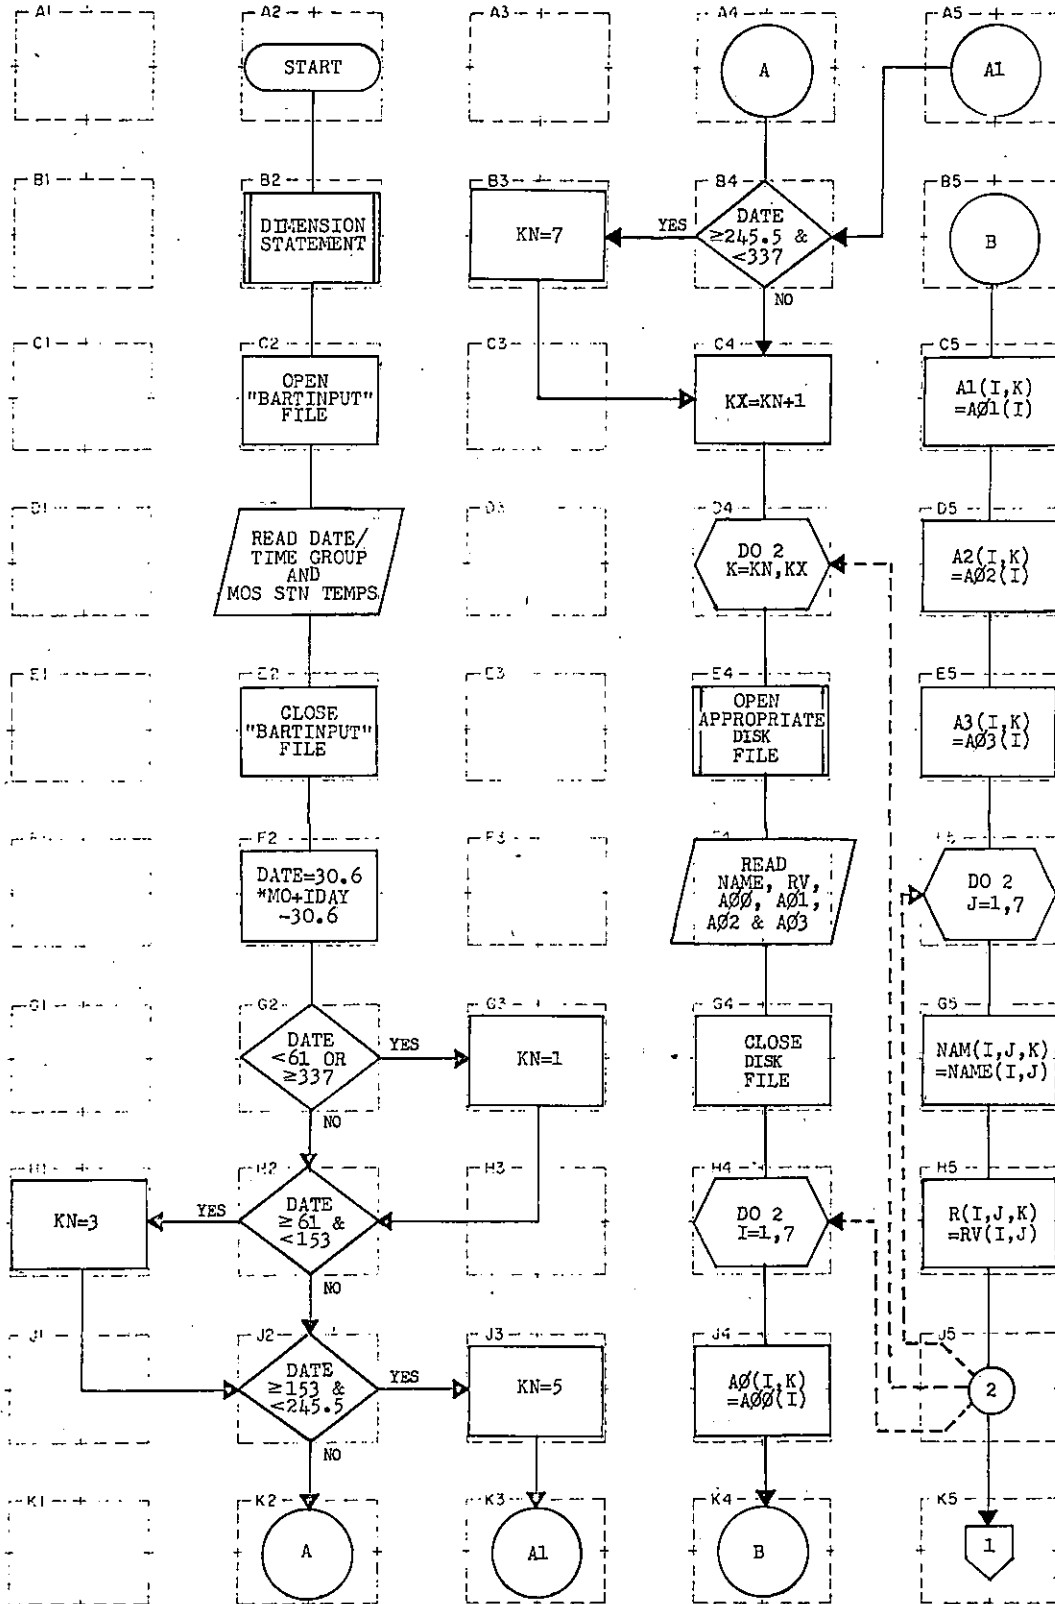 A1
A2
A3
A4
A5
START
A
A1
B1
B2
B3
B4
B5
DIMENSION
STATEMENT
KN=7
YES
DATE
≥245.5 &
<337
NO
B
C1
C2
C3
C4
C5
OPEN
"BARTINPUT"
FILE
KX=KN+1
A1(I,K)
=AØ1(I)
D1
D3
D4
D5
READ DATE/
TIME GROUP
AND
MOS STN TEMPS
DO 2
K=KN,KX
A2(I,K)
=AØ2(I)
E1
E2
E3
E4
E5
CLOSE
"BARTINPUT"
FILE
OPEN
APPROPRIATE
DISK
FILE
A3(I,K)
=AØ3(I)
F2
F3
DATE=30.6
*MO+IDAY
-30.6
READ
NAME, RV,
AØØ, AØ1,
AØ2 & AØ3
DO 2
J=1,7
G1
G2
G3
G4
G5
DATE
<61 OR
≥337
YES
NO
KN=1
CLOSE
DISK
FILE
NAM(I,J,K)
=NAME(I,J)
H1
H2
H3
H4
H5
KN=3
YES
DATE
≥61 &
<153
NO
DO 2
I=1,7
R(I,J,K)
=RV(I,J)
J1
J2
J3
J4
J5
DATE
≥153 &
<245.5
YES
NO
KN=5
AØ(I,K)
=AØØ(I)
2
K1
K2
K3
K4
K5
A
A1
B
1